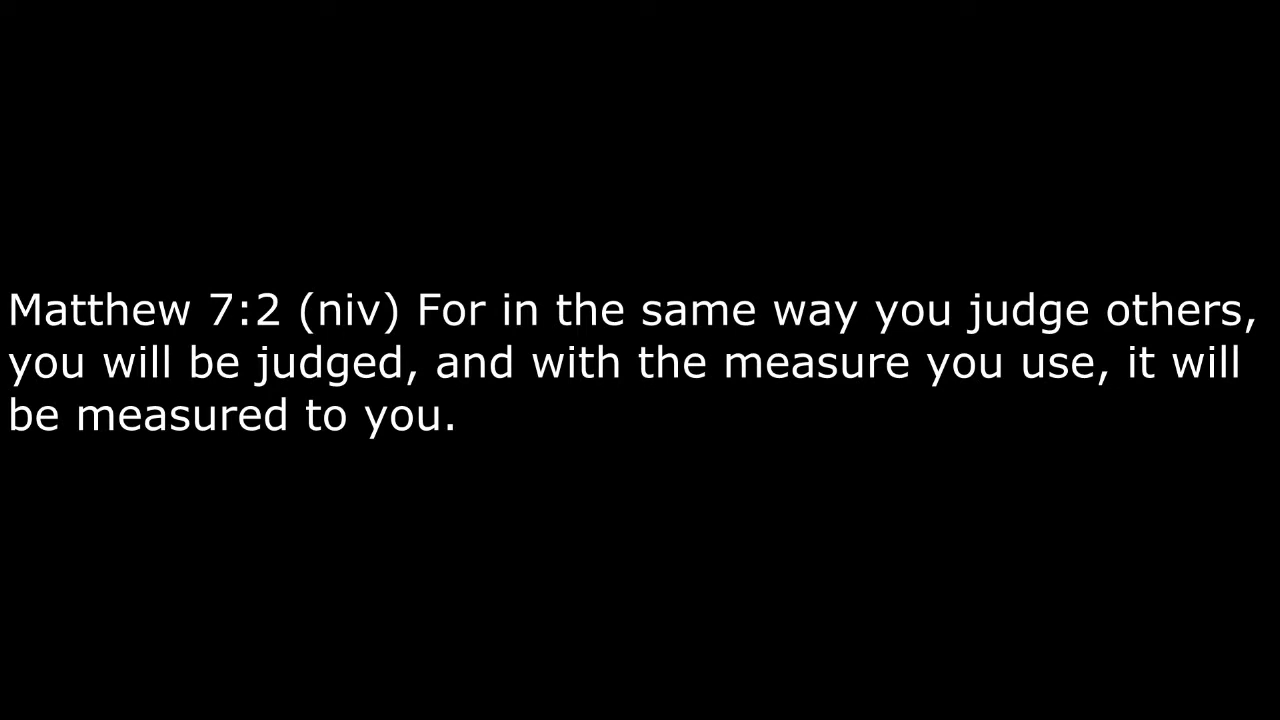 Matthew 7:2 (niv) For in the same way you judge others,
you will be judged, and with the measure you use, it will
be measured to you.